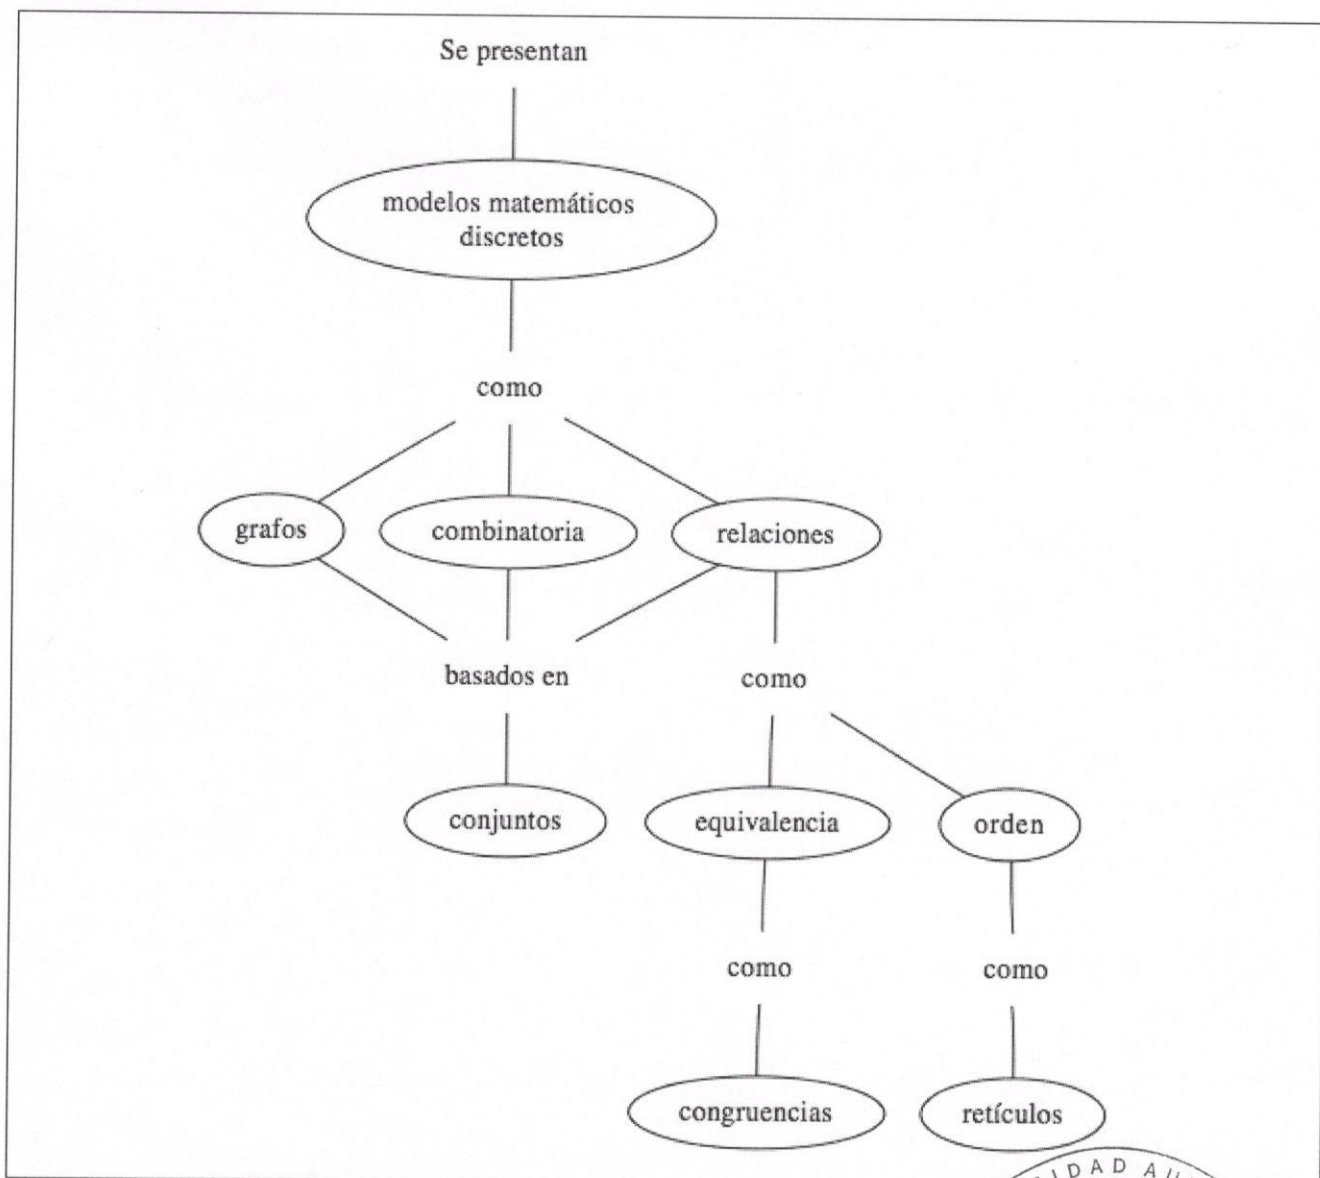 Se presentan
modelos matemáticos
discretos
como
grafos
combinatoria
relaciones
basados en
como
conjuntos
equivalencia
orden
como
como
congruencias
retículos